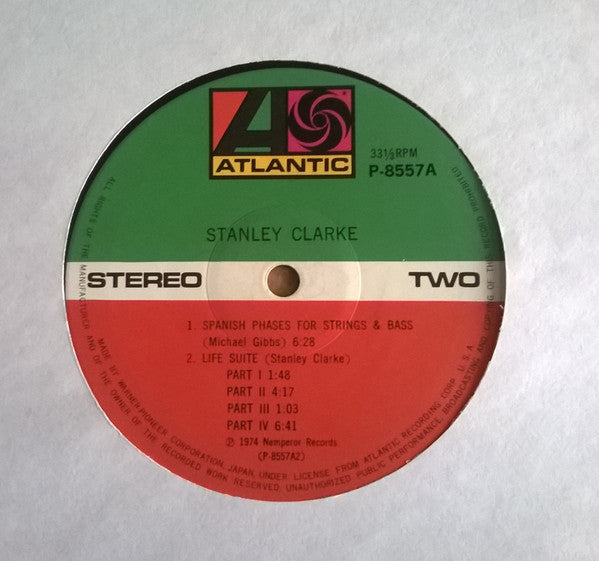 ATLANTIC
33⅓RPM
P-8557A
STANLEY CLARKE
STEREO
TWO
1. SPANISH PHASES FOR STRINGS & BASS
(Michael Gibbs) 6:28
2. LIFE SUITE (Stanley Clarke)
PART I 1:48
PART II 4:17
PART III 1.03
PART IV 6:41
℗ 1974 Nemperor Records
(P-8557A2)
MADE BY WARNER-PIONEER CORPORATION, JAPAN, UNDER LICENSE FROM ATLANTIC RECORDING CORP. U.S.A.
ALL RIGHTS OF THE MANUFACTURER AND OF THE OWNER OF THE RECORDED WORK RESERVED. UNAUTHORIZED PUBLIC PERFORMANCE, BROADCASTING AND COPYING OF THE RECORD PROHIBITED